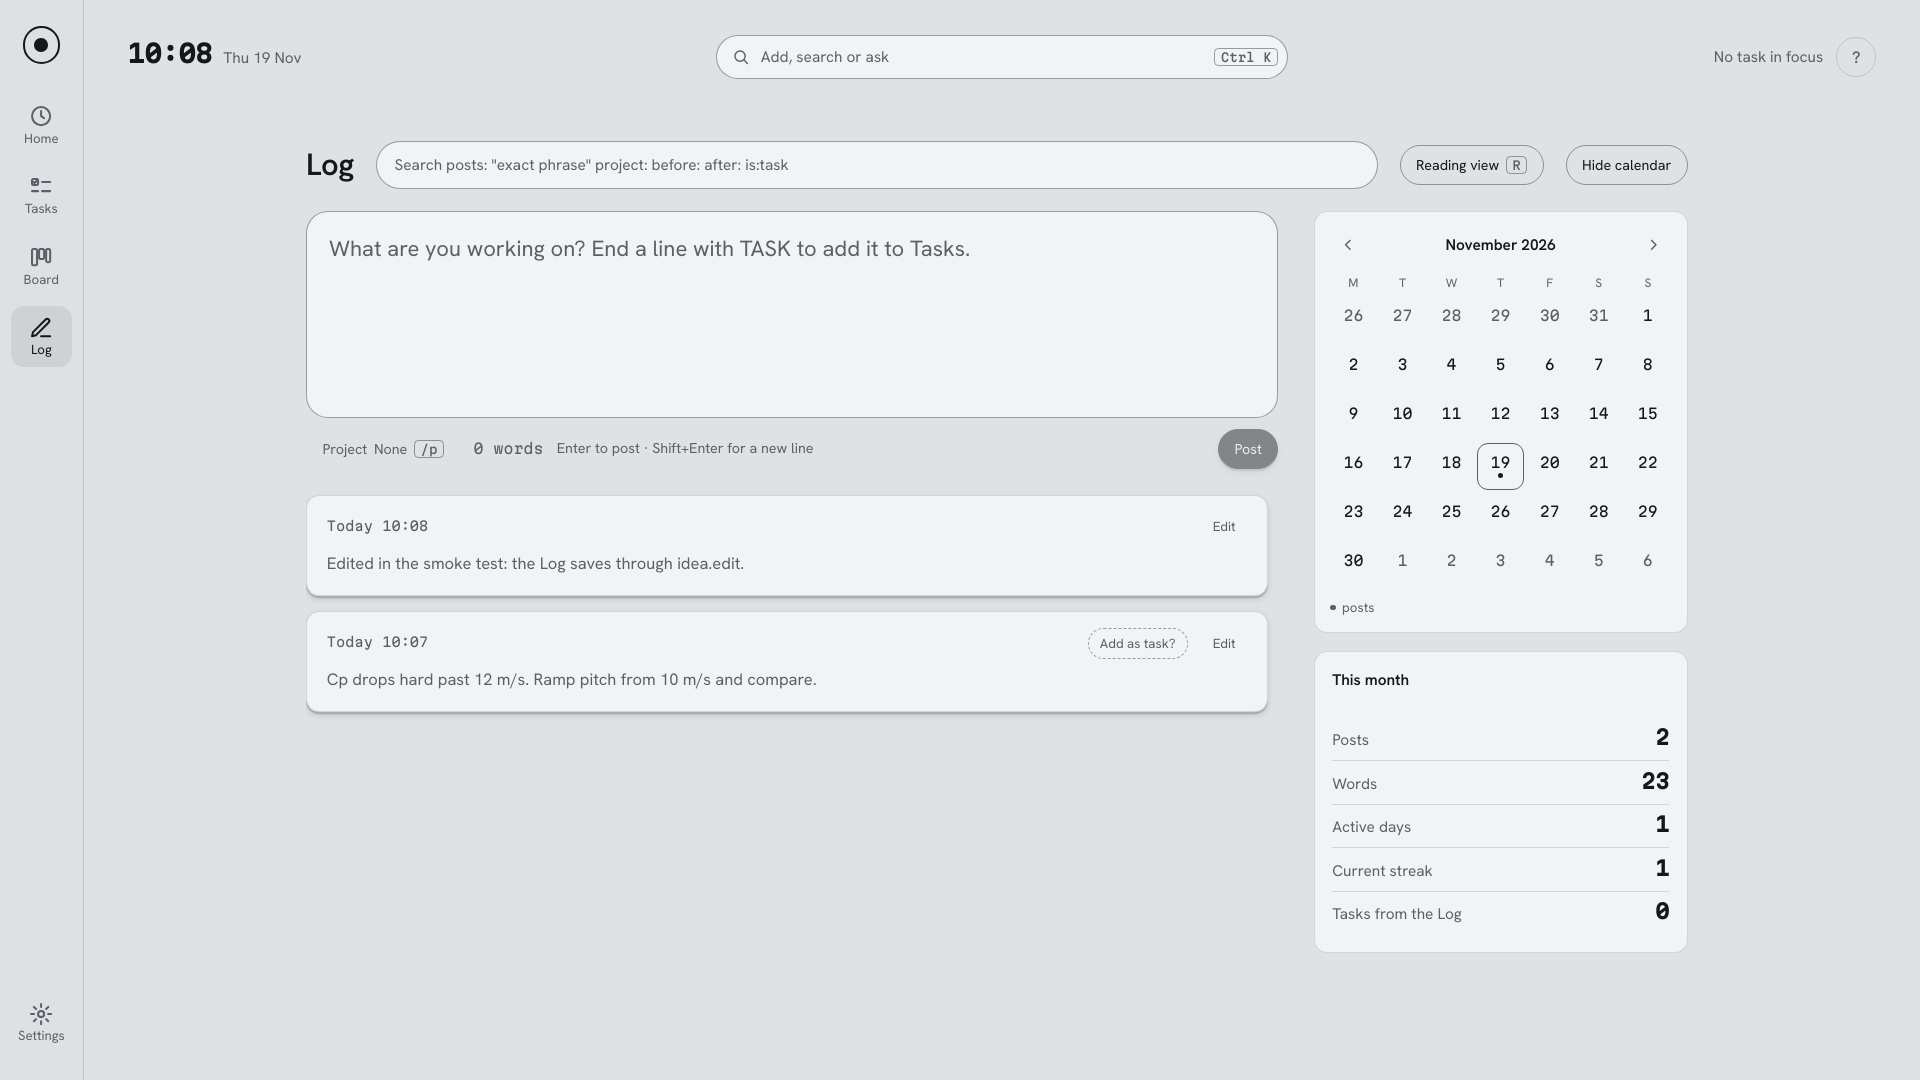 10:08 Thu 19 Nov
Add, search or ask Ctrl K
No task in focus ?
Home
Tasks
Board
Log
Settings
Log
Search posts: "exact phrase" project: before: after: is:task
Reading view R
Hide calendar
What are you working on? End a line with TASK to add it to Tasks.
Project None /p 0 words Enter to post · Shift+Enter for a new line
Post
Today 10:08
Edit
Edited in the smoke test: the Log saves through idea.edit.
Today 10:07
Add as task? Edit
Cp drops hard past 12 m/s. Ramp pitch from 10 m/s and compare.
November 2026
M T W T F S S
26 27 28 29 30 31 1
2 3 4 5 6 7 8
9 10 11 12 13 14 15
16 17 18 19 20 21 22
23 24 25 26 27 28 29
30 1 2 3 4 5 6
posts
This month
Posts 2
Words 23
Active days 1
Current streak 1
Tasks from the Log 0